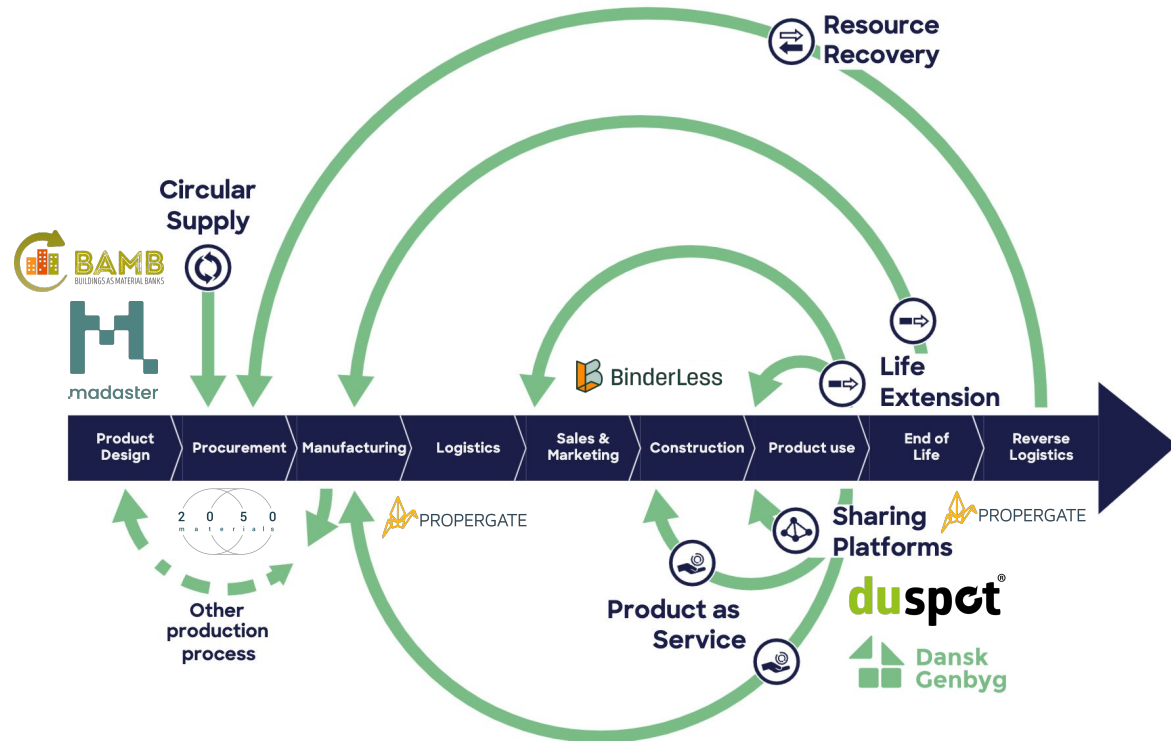 Resource
Recovery
Circular
Supply
BAMB
BUILDINGS AS MATERIAL BANKS
madaster
BinderLess
Life
Extension
Product
Design
Procurement
Manufacturing
Logistics
Sales &
Marketing
Construction
Product use
End of
Life
Reverse
Logistics
2 0 5 0
materials
PROPERGATE
Sharing
Platforms
PROPERGATE
Other
production
process
Product as
Service
duspot®
Dansk
Genbyg